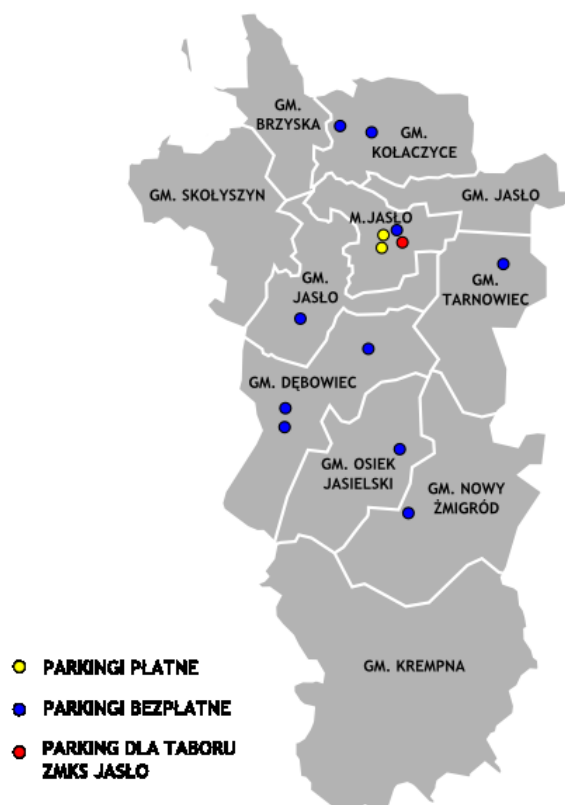 GM.
BRZYSKA
GM.
KOŁACZYCE
GM. SKOŁYSZYN
GM. JASŁO
M.JASŁO
GM.
JASŁO
GM.
TARNOWIEC
GM. DĘBOWIEC
GM. OSIEK
JASIELSKI
GM. NOWY
ŻMIGRÓD
GM. KREMPNA
PARKINGI PŁATNE
PARKINGI BEZPŁATNE
PARKING DLA TABORU
ZMKS JASŁO